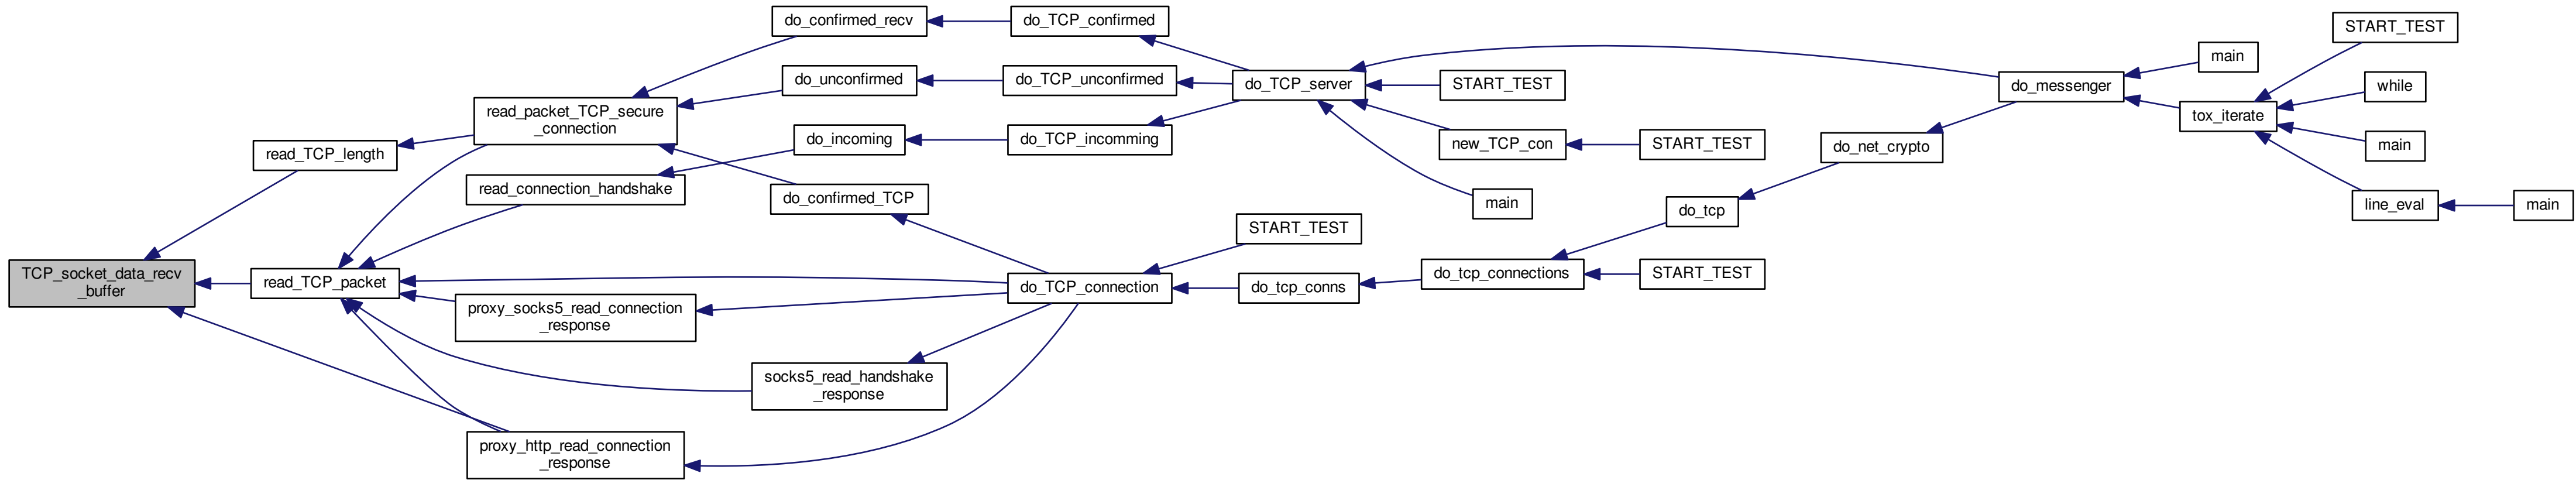 TCP_socket_data_recv
_buffer
read_TCP_length
read_TCP_packet
read_packet_TCP_secure
_connection
read_connection_handshake
proxy_socks5_read_connection
_response
proxy_http_read_connection
_response
do_confirmed_recv
do_unconfirmed
do_incoming
do_confirmed_TCP
socks5_read_handshake
_response
do_TCP_confirmed
do_TCP_unconfirmed
do_TCP_incomming
do_TCP_connection
do_TCP_server
START_TEST
do_tcp_conns
START_TEST
new_TCP_con
main
do_tcp_connections
START_TEST
do_tcp
START_TEST
do_net_crypto
do_messenger
main
tox_iterate
START_TEST
while
main
line_eval
main